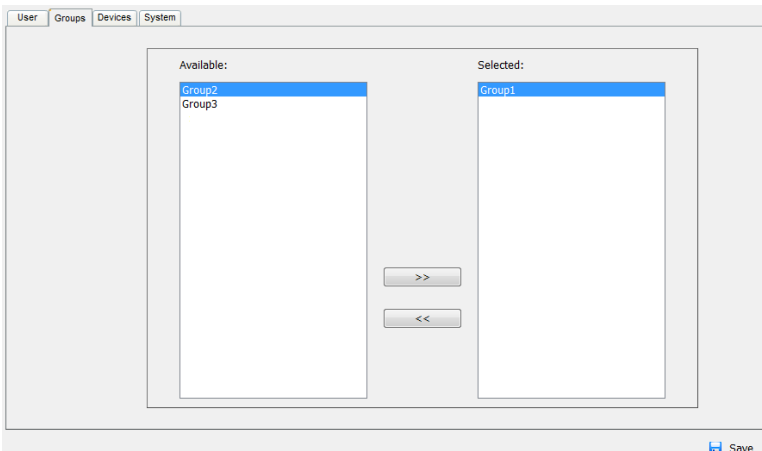 User Groups Devices System
Available: Selected:
Group2 Group1
Group3
>>
<<
Save